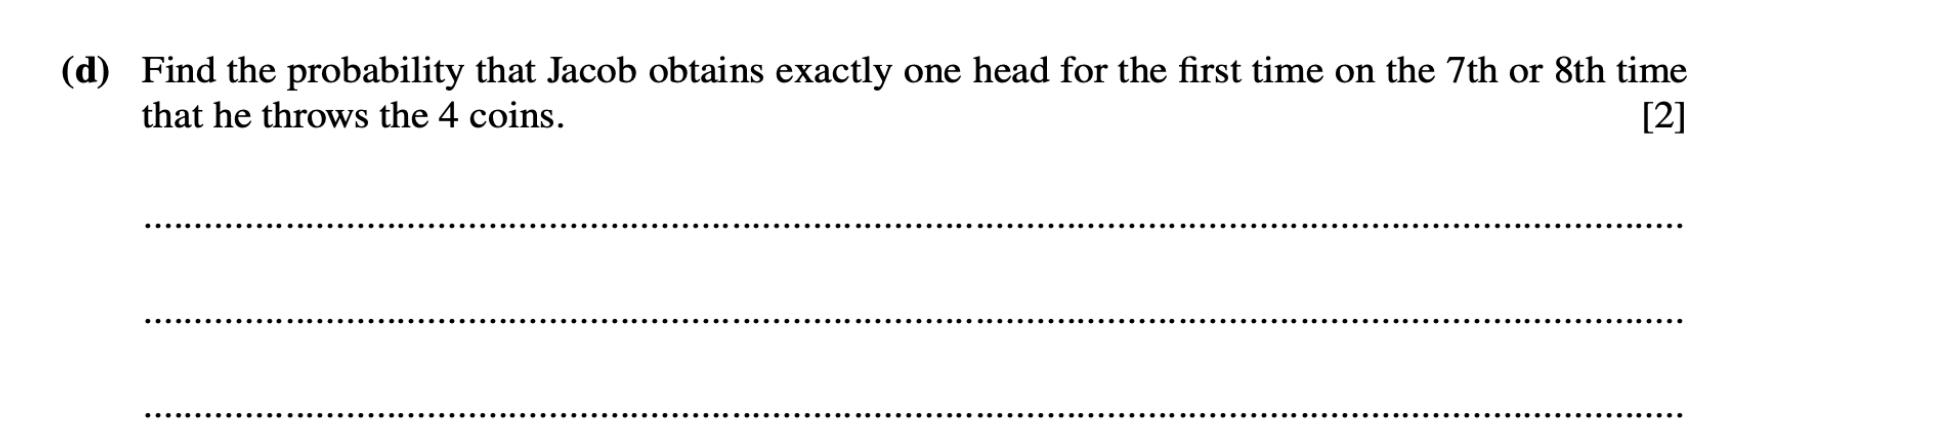 (d) Find the probability that Jacob obtains exactly one head for the first time on the 7th or 8th time
that he throws the 4 coins. [2]